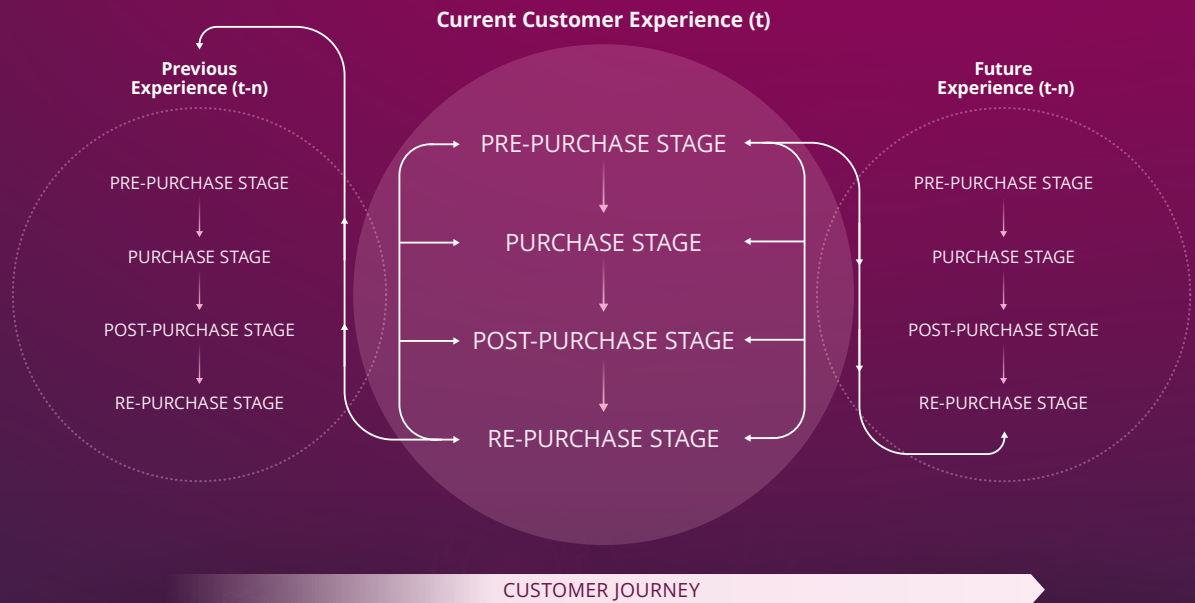 Current Customer Experience (t)
Previous
Experience (t-n)
PRE-PURCHASE STAGE
PURCHASE STAGE
POST-PURCHASE STAGE
RE-PURCHASE STAGE
PRE-PURCHASE STAGE
PURCHASE STAGE
POST-PURCHASE STAGE
RE-PURCHASE STAGE
Future
Experience (t-n)
PRE-PURCHASE STAGE
PURCHASE STAGE
POST-PURCHASE STAGE
RE-PURCHASE STAGE
CUSTOMER JOURNEY